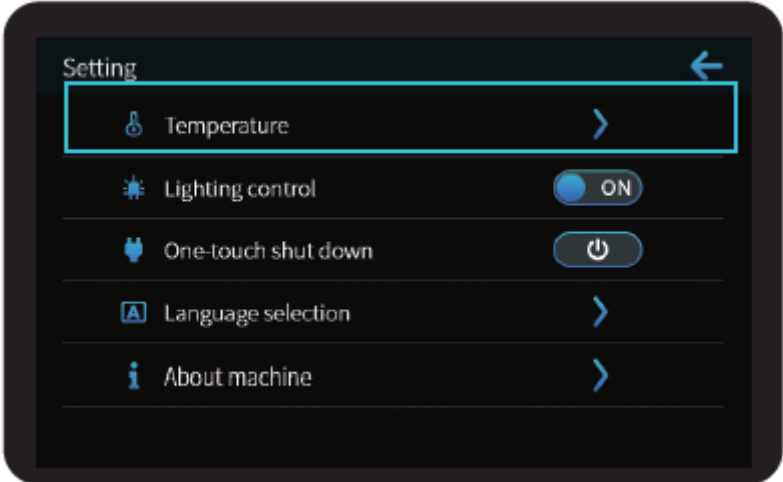 Setting
Temperature
Lighting control ON
One-touch shut down
A Language selection
About machine